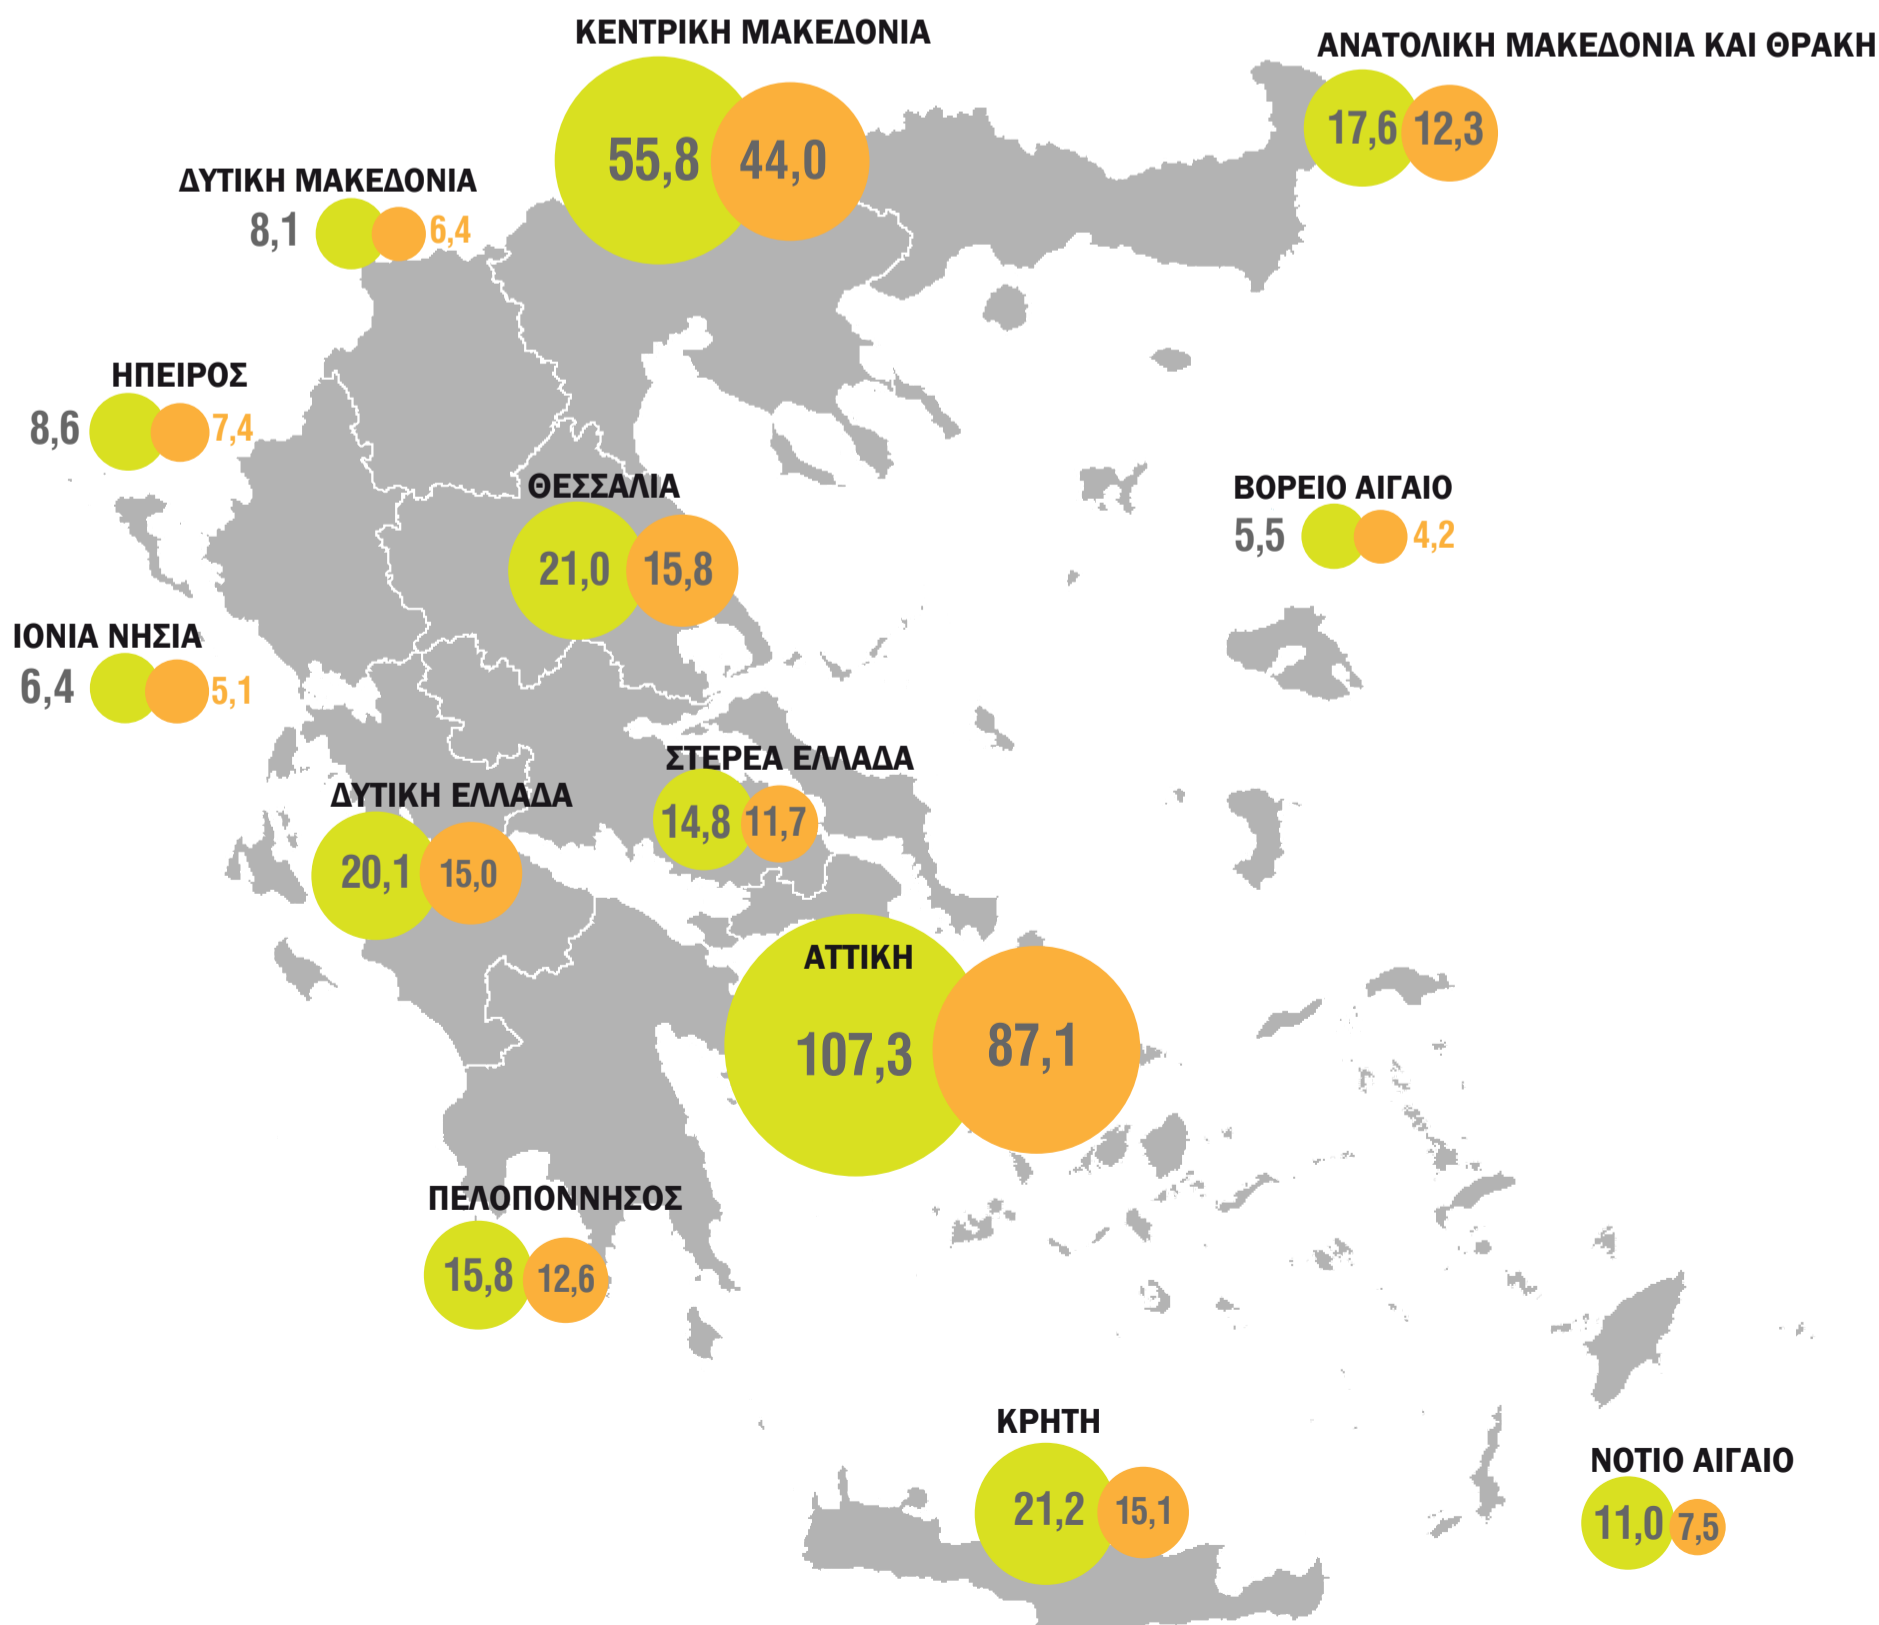 ΚΕΝΤΡΙΚΗ ΜΑΚΕΔΟΝΙΑ
55,8 44,0
ΑΝΑΤΟΛΙΚΗ ΜΑΚΕΔΟΝΙΑ ΚΑΙ ΘΡΑΚΗ
17,6 12,3
ΔΥΤΙΚΗ ΜΑΚΕΔΟΝΙΑ
8,1 6,4
ΗΠΕΙΡΟΣ
8,6 7,4
ΘΕΣΣΑΛΙΑ
21,0 15,8
ΒΟΡΕΙΟ ΑΙΓΑΙΟ
5,5 4,2
ΙΟΝΙΑ ΝΗΣΙΑ
6,4 5,1
ΣΤΕΡΕΑ ΕΛΛΑΔΑ
14,8 11,7
ΔΥΤΙΚΗ ΕΛΛΑΔΑ
20,1 15,0
ΑΤΤΙΚΗ
107,3 87,1
ΠΕΛΟΠΟΝΝΗΣΟΣ
15,8 12,6
ΚΡΗΤΗ
21,2 15,1
ΝΟΤΙΟ ΑΙΓΑΙΟ
11,0 7,5